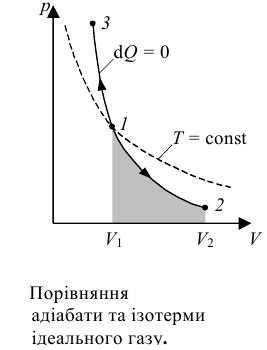 p
3
dQ = 0
1
T = const
2
V₁
V₂
V
Порівняння
адіабати та ізотерми
ідеального газу.